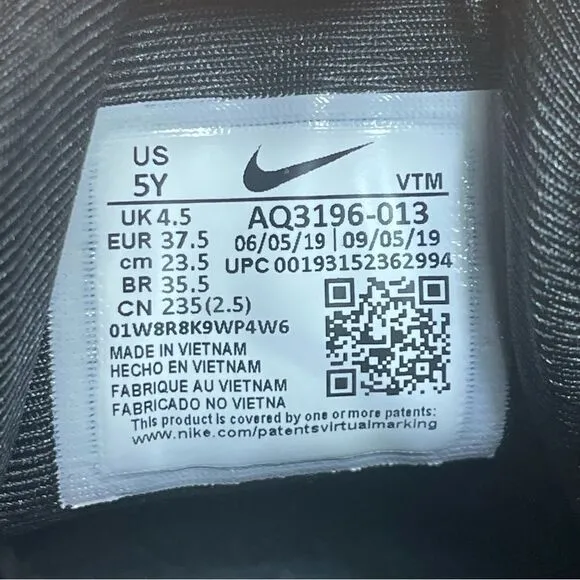 US
5Y
VTM
UK 4.5
AQ3196-013
EUR 37.5
06/05/19 | 09/05/19
cm 23.5
UPC 00193152362994
BR 35.5
CN 235(2.5)
01W8R8K9WP4W6
MADE IN VIETNAM
HECHO EN VIETNAM
FABRIQUE AU VIETNAM
FABRICADO NO VIETNA
This product is covered by one or more patents:
www.nike.com/patentsvirtualmarking